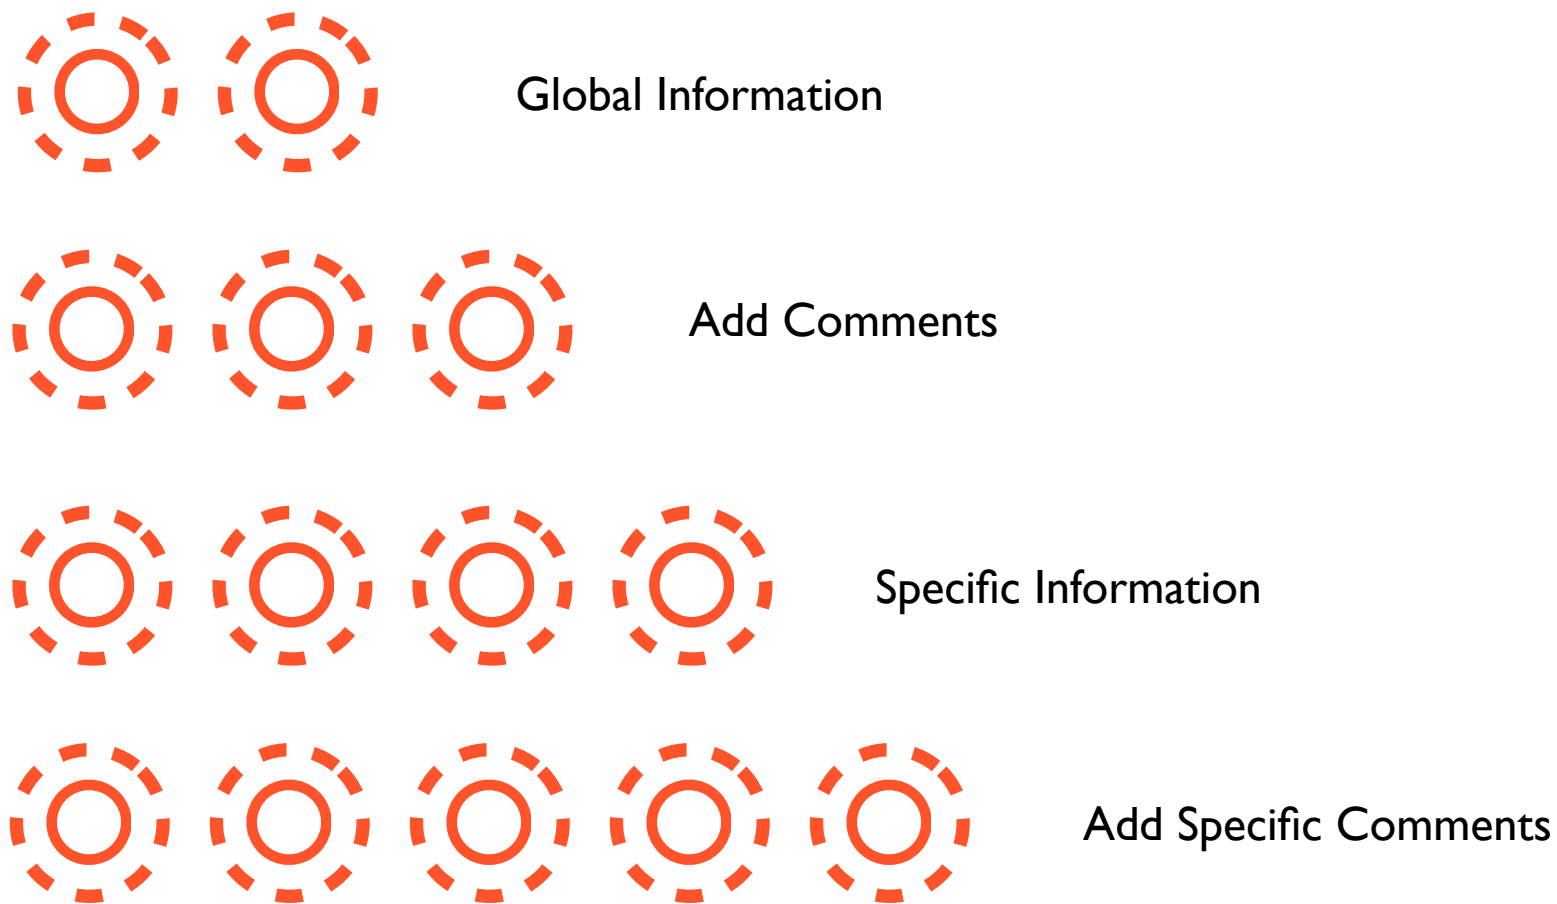 Global Information
Add Comments
Specific Information
Add Specific Comments